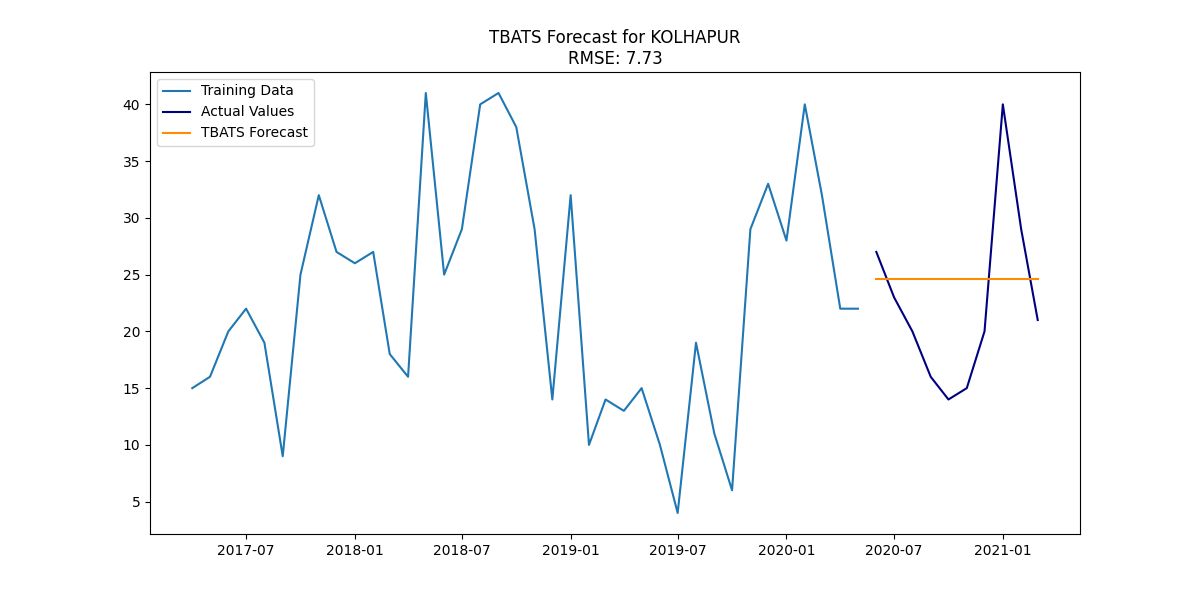 TBATS Forecast for KOLHAPUR
RMSE: 7.73
Training Data
Actual Values
TBATS Forecast
40
35
30
25
20
15
10
5
2017-07 2018-01 2018-07 2019-01 2019-07 2020-01 2020-07 2021-01